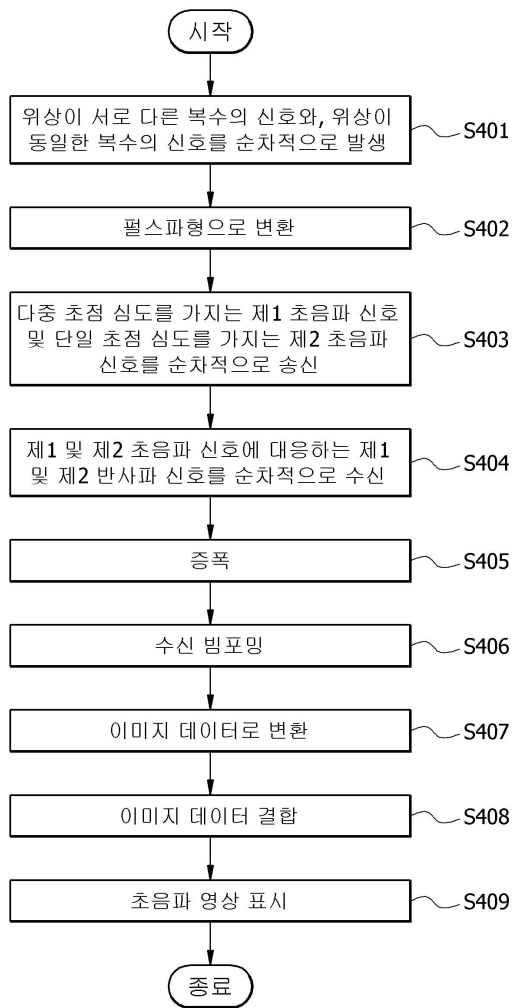 시작
위상이 서로 다른 복수의 신호와, 위상이
동일한 복수의 신호를 순차적으로 발생
S401
펄스파형으로 변환
S402
다중 초점 심도를 가지는 제1 초음파 신호
및 단일 초점 심도를 가지는 제2 초음파
신호를 순차적으로 송신
S403
제1 및 제2 초음파 신호에 대응하는 제1
및 제2 반사파 신호를 순차적으로 수신
S404
증폭
S405
수신 빔포밍
S406
이미지 데이터로 변환
S407
이미지 데이터 결합
S408
초음파 영상 표시
S409
종료